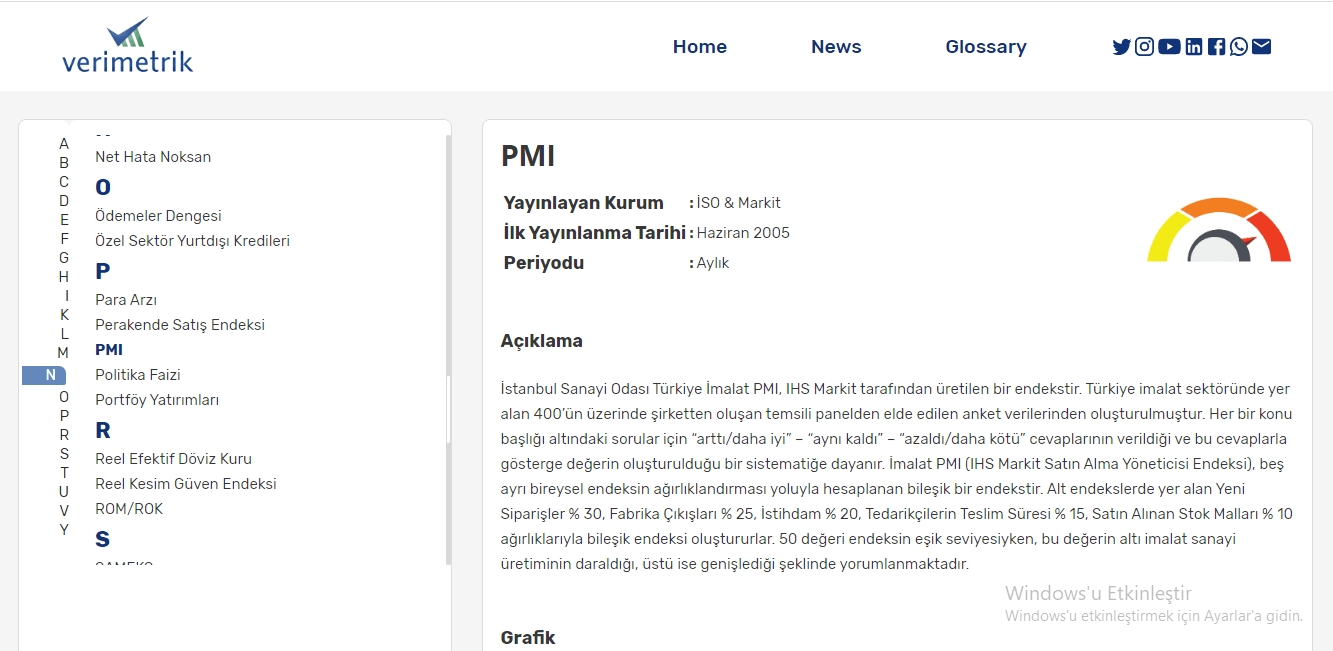 verimetrik
Home
News
Glossary
A
B
C
D
E
F
G
H
I
K
L
M
N
O
P
R
S
T
U
V
Y
Net Hata Noksan
O
Ödemeler Dengesi
Özel Sektör Yurtdışı Kredileri
P
Para Arzı
Perakende Satış Endeksi
PMI
Politika Faizi
Portföy Yatırımları
R
Reel Efektif Döviz Kuru
Reel Kesim Güven Endeksi
ROM/ROK
S
PMI
Yayınlayan Kurum : İSO & Markit
İlk Yayınlanma Tarihi : Haziran 2005
Periyodu : Aylık
Açıklama
İstanbul Sanayi Odası Türkiye İmalat PMI, IHS Markit tarafından üretilen bir endekstir. Türkiye imalat sektöründe yer
alan 400’ün üzerinde şirketten oluşan temsili panelden elde edilen anket verilerinden oluşturulmuştur. Her bir konu
başlığı altındaki sorular için “arttı/daha iyi” – “aynı kaldı” – “azaldı/daha kötü” cevaplarının verildiği ve bu cevaplarla
gösterge değerin oluşturulduğu bir sistematiğe dayanır. İmalat PMI (IHS Markit Satın Alma Yöneticisi Endeksi), beş
ayrı bireysel endeksin ağırlıklandırması yoluyla hesaplanan bileşik bir endekstir. Alt endekslerde yer alan Yeni
Siparişler % 30, Fabrika Çıkışları % 25, İstihdam % 20, Tedarikçilerin Teslim Süresi % 15, Satın Alınan Stok Malları % 10
ağırlıklarıyla bileşik endeksi oluştururlar. 50 değeri endeksin eşik seviyesiyken, bu değerin altı imalat sanayi
üretiminin daraldığı, üstü ise genişlediği şeklinde yorumlanmaktadır.
Windows'u Etkinleştir
Windows'u etkinleştirmek için Ayarlar'a gidin.
Grafik